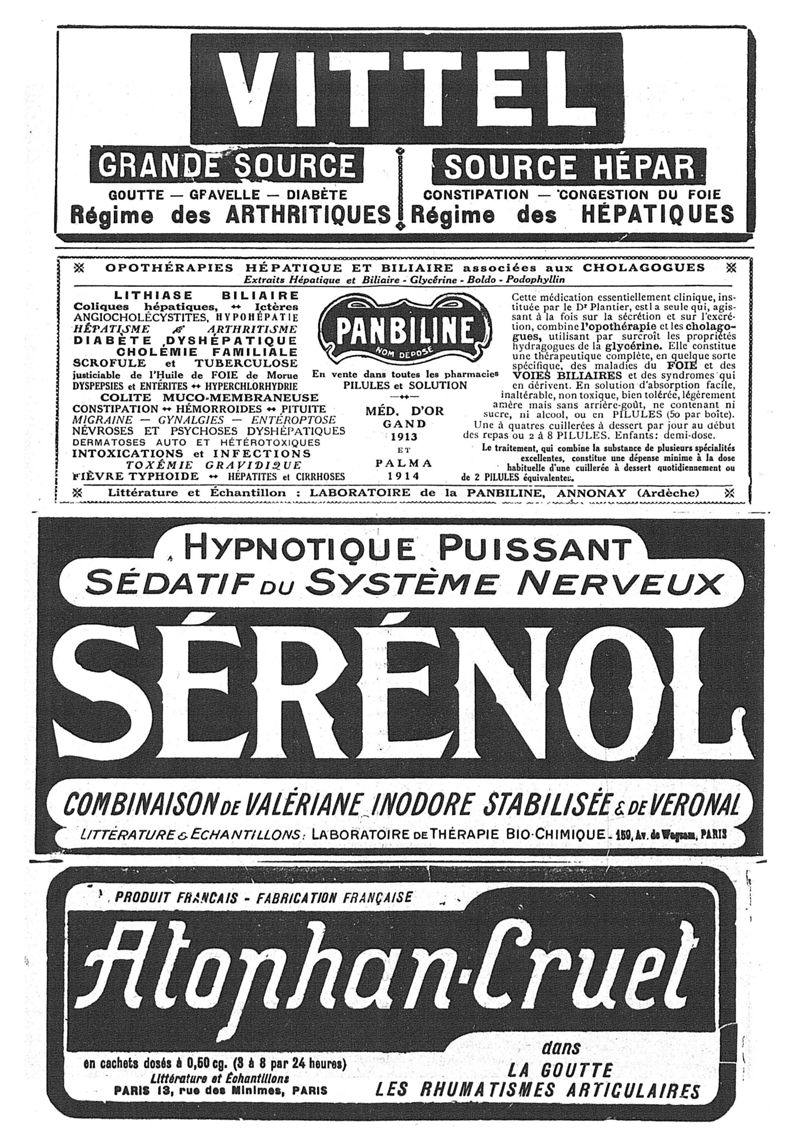 VITTEL
GRANDE SOURCE
GOUTTE — GRAVELLE — DIABÈTE
Régime des ARTHRITIQUES
SOURCE HÉPAR
CONSTIPATION — CONGESTION DU FOIE
Régime des HÉPATIQUES
OPOTHÉRAPIES HÉPATIQUE ET BILIAIRE associées aux CHOLAGOGUES
Extraits Hépatique et Biliaire - Glycérine - Boldo - Podophyllin
LITHIASE BILIAIRE
Coliques hépatiques, ↔ Ictères
ANGIOCHOLÉCYSTITES, HYPOHÉPATIE
HÉPATISME & ARTHRITISME
DIABÈTE DYSHÉPATIQUE
CHOLÉMIE FAMILIALE
SCROFULE et TUBERCULOSE
justiciable de l'Huile de FOIE de Morue
DYSPEPSIES et ENTÉRITES ↔ HYPERCHLORHYDRIE
COLITE MUCO-MEMBRANEUSE
CONSTIPATION ↔ HÉMORROIDES ↔ PITUITE
MIGRAINE — GYNALGIES — ENTÉROPTOSE
NÉVROSES ET PSYCHOSES DYSHÉPATIQUES
DERMATOSES AUTO ET HÉTÉROTOXIQUES
INTOXICATIONS et INFECTIONS
TOXÉMIE GRAVIDIQUE
FIÈVRE TYPHOIDE ↔ HÉPATITES et CIRRHOSES
PANBILINE
NOM DÉPOSÉ
En vente dans toutes les pharmacies
PILULES et SOLUTION
MÉD. D'OR
GAND
1913
ET
PALMA
1914
Cette médication essentiellement clinique, ins-
tituée par le Dr Plantier, est la seule qui, agis-
sant à la fois sur la sécrétion et sur l'excré-
tion, combine l'opothérapie et les cholago-
gues, utilisant par surcroît les propriétés
hydragogues de la glycérine. Elle constitue
une thérapeutique complète, en quelque sorte
spécifique, des maladies du FOIE et des
VOIES BILIAIRES et des syndromes qui
en dérivent. En solution d'absorption facile,
inaltérable, non toxique, bien tolérée, légèrement
amère mais sans arrière-goût, ne contenant ni
sucre, ni alcool, ou en PILULES (50 par boîte).
Une à quatre cuillerées à dessert par jour au début
des repas ou 2 à 8 PILULES. Enfants: demi-dose.
Le traitement, qui combine la substance de plusieurs spécialités
excellentes, constitue une dépense minime à la dose
habituelle d'une cuillerée à dessert quotidiennement ou
de 2 PILULES équivalentes.
Littérature et Échantillon : LABORATOIRE de la PANBILINE, ANNONAY (Ardèche)
HYPNOTIQUE PUISSANT
SÉDATIF DU SYSTÈME NERVEUX
SÉRÉNOL
COMBINAISON DE VALÉRIANE INODORE STABILISÉE & DE VERONAL
LITTÉRATURE & ECHANTILLONS: LABORATOIRE DE THÉRAPIE BIO-CHIMIQUE - 159, Av. de Wagram, PARIS
PRODUIT FRANCAIS - FABRICATION FRANÇAISE
Atophan-Cruet
en cachets dosés à 0,50 cg. (3 à 8 par 24 heures)
Littérature et Échantillons
PARIS 13, rue des Minimes, PARIS
dans
LA GOUTTE
LES RHUMATISMES ARTICULAIRES